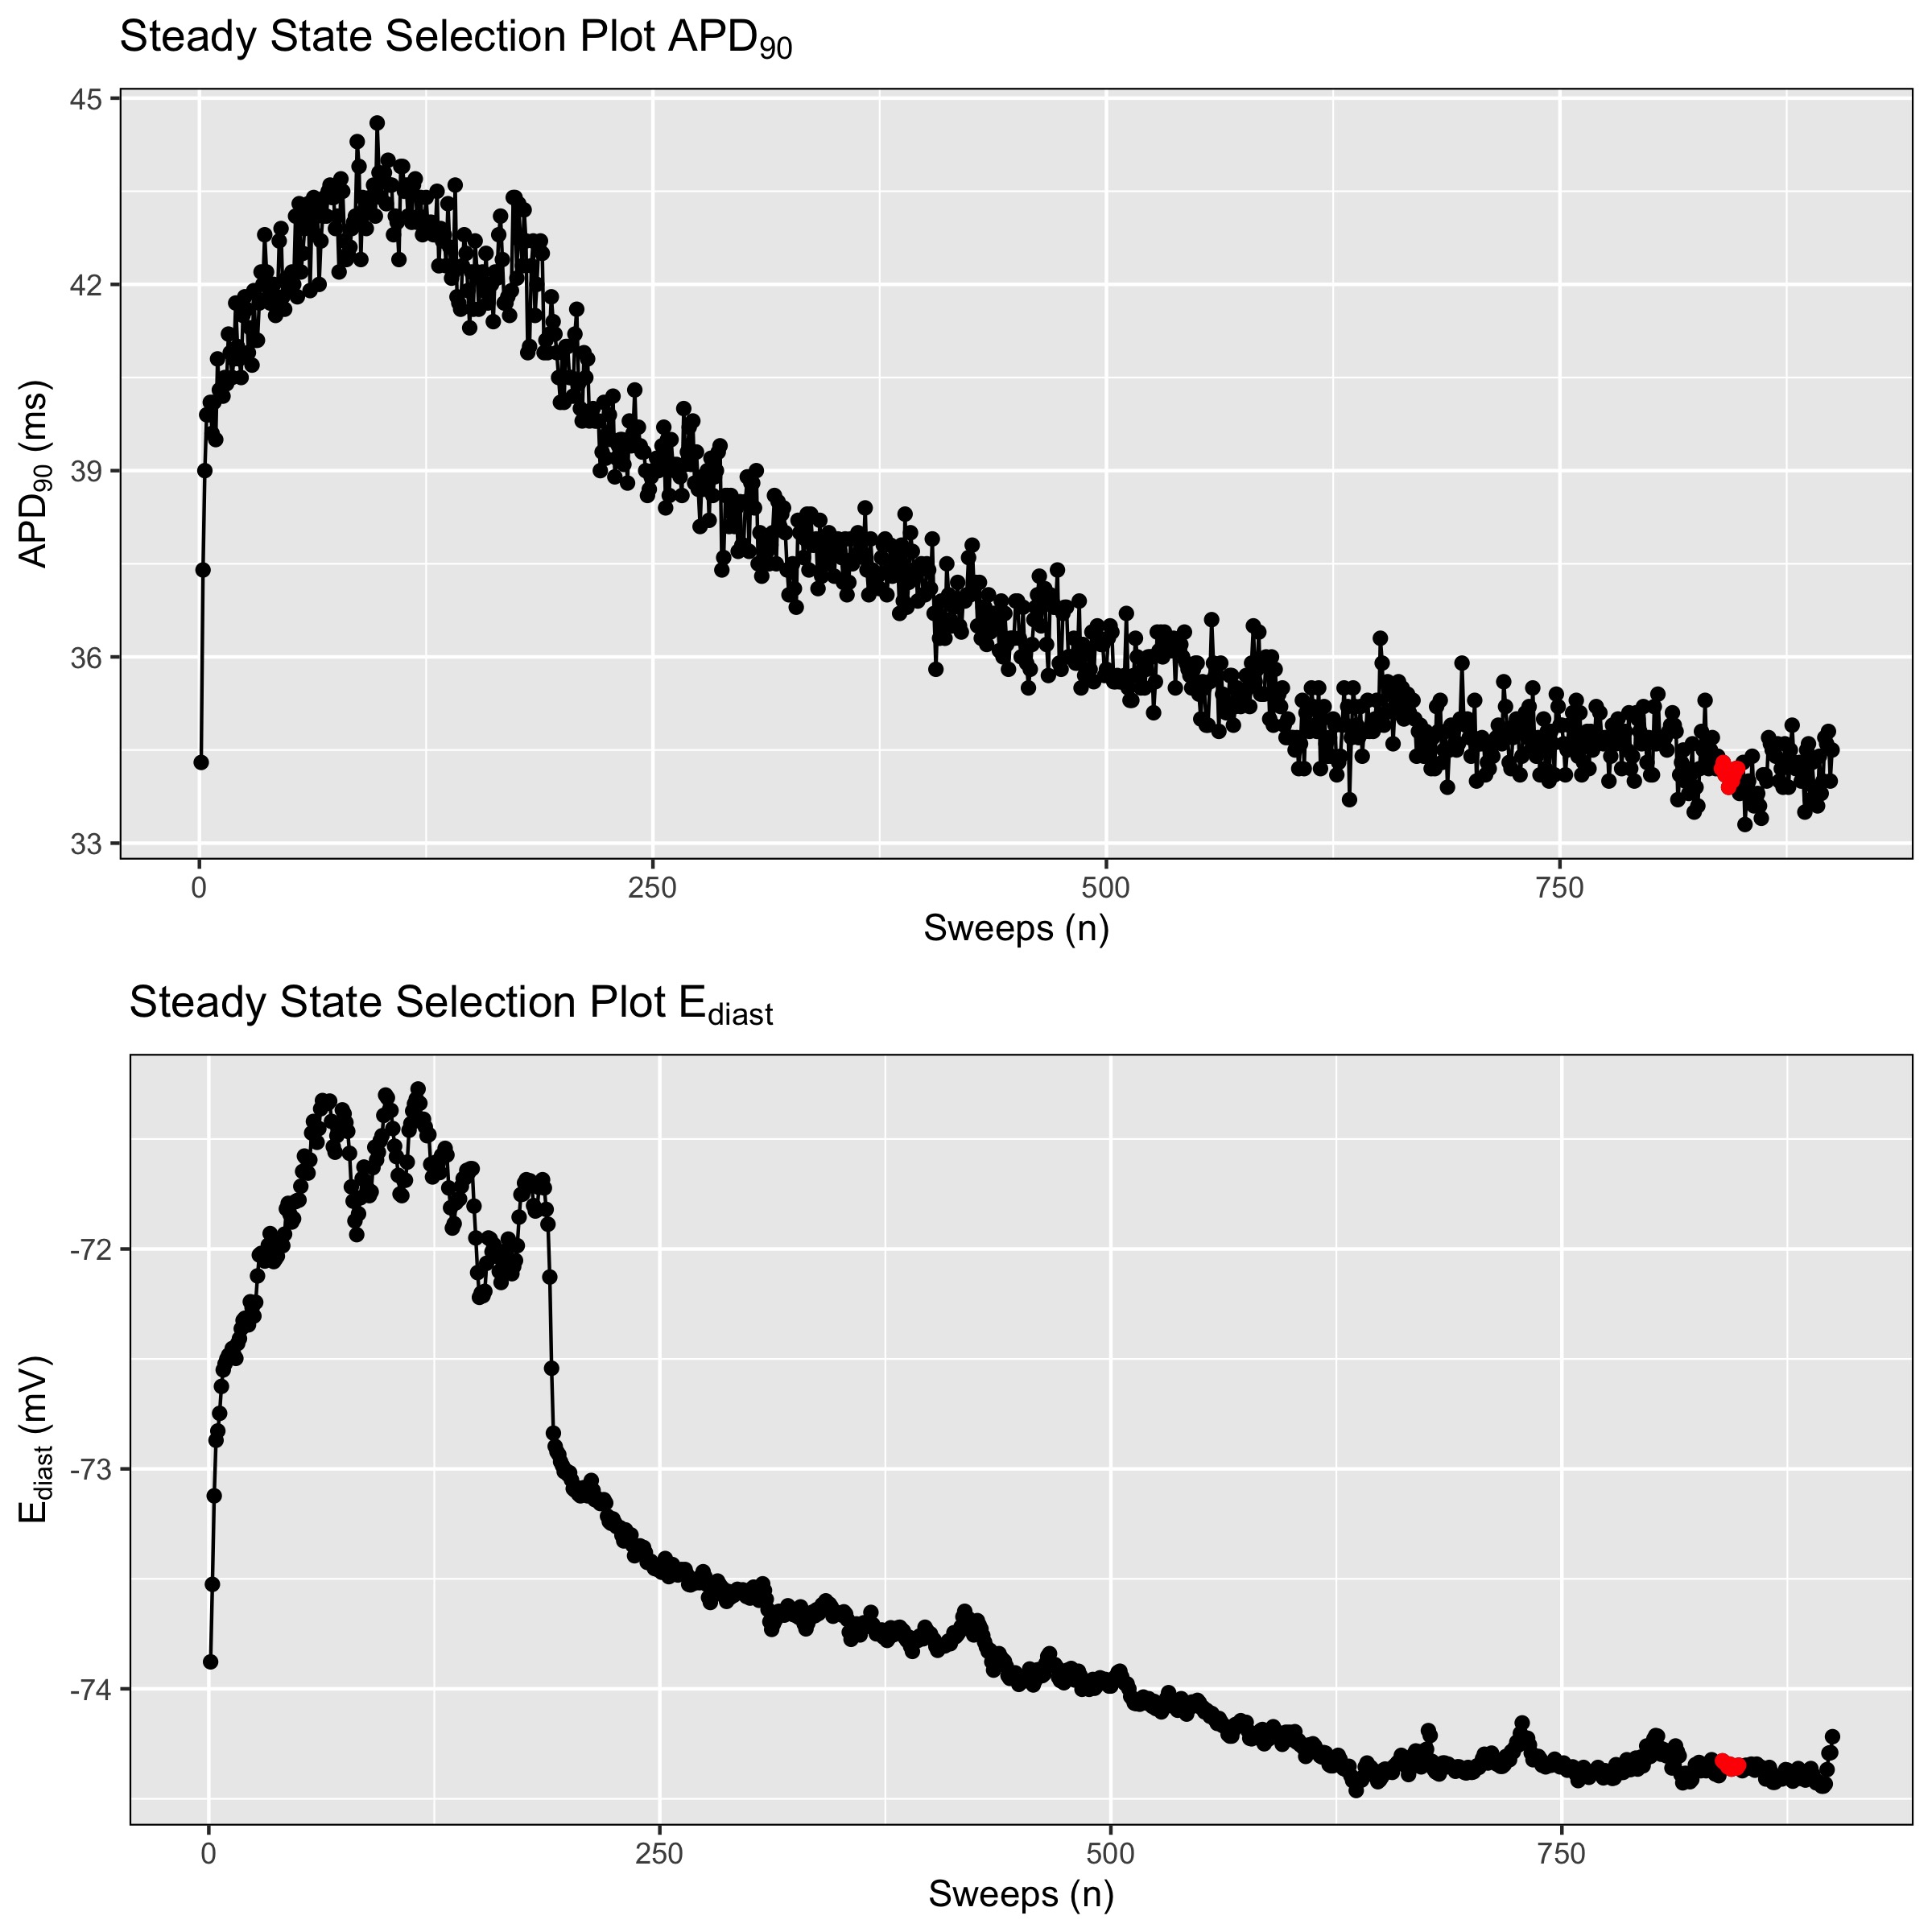 Steady State Selection Plot APD90
45
42
39
36
33
APD90 (ms)
0 250 500 750
Sweeps (n)
Steady State Selection Plot Ediast
-72
-73
-74
Ediast (mV)
0 250 500 750
Sweeps (n)